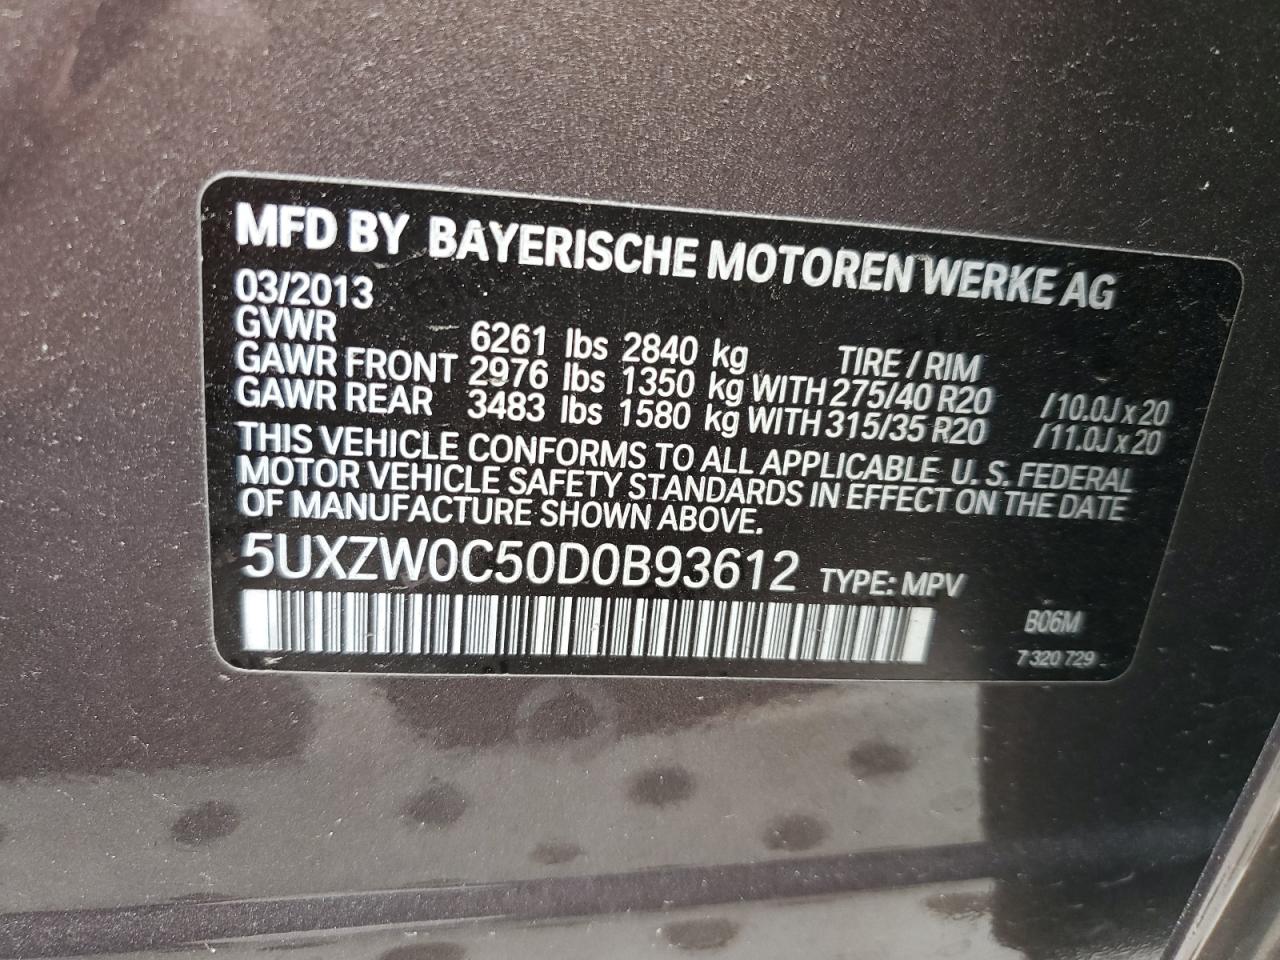 MFD BY BAYERISCHE MOTOREN WERKE AG
03/2013
GVWR 6261 lbs 2840 kg TIRE / RIM
GAWR FRONT 2976 lbs 1350 kg WITH 275/40 R20 /10.0J x 20
GAWR REAR 3483 lbs 1580 kg WITH 315/35 R20 /11.0J x 20
THIS VEHICLE CONFORMS TO ALL APPLICABLE U.S. FEDERAL
MOTOR VEHICLE SAFETY STANDARDS IN EFFECT ON THE DATE
OF MANUFACTURE SHOWN ABOVE.
5UXZW0C50D0B93612 TYPE: MPV
B06M
7 320 729